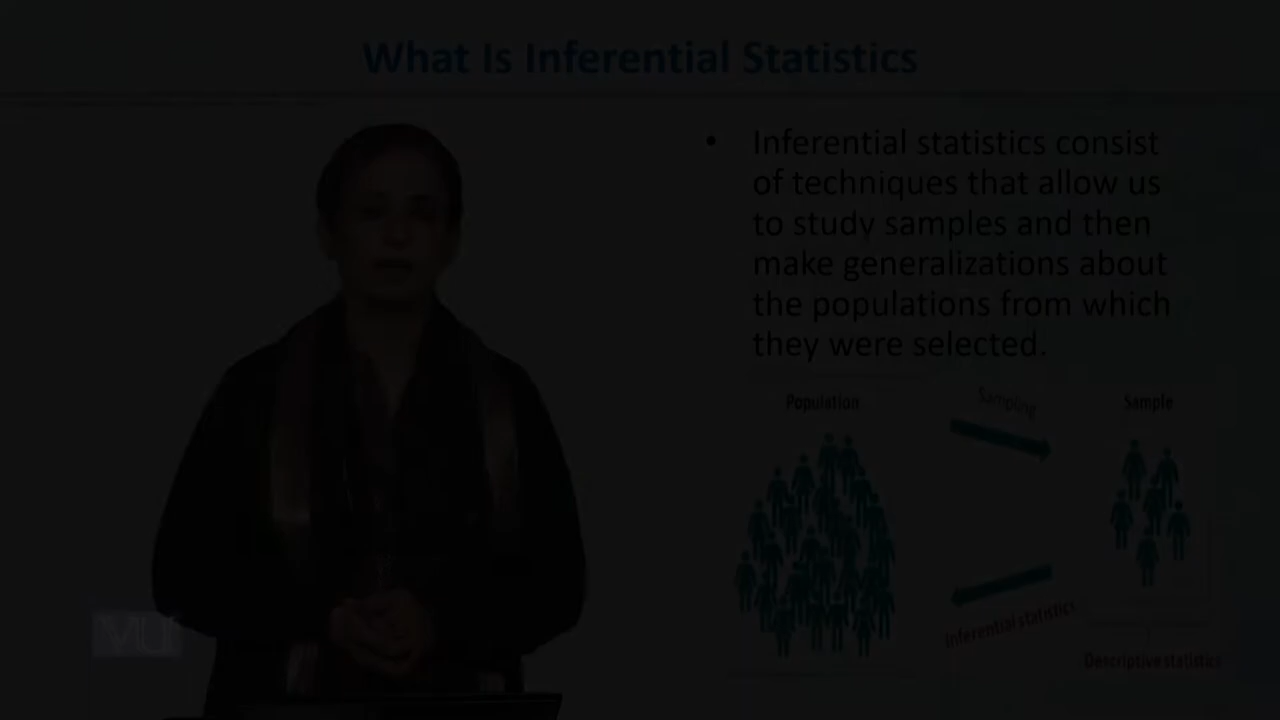 What Is Inferential Statistics
• Inferential statistics consist
of techniques that allow us
to study samples and then
make generalizations about
the populations from which
they were selected.
Population
Sampling
Sample
Inferential statistics
Descriptive statistics
VU